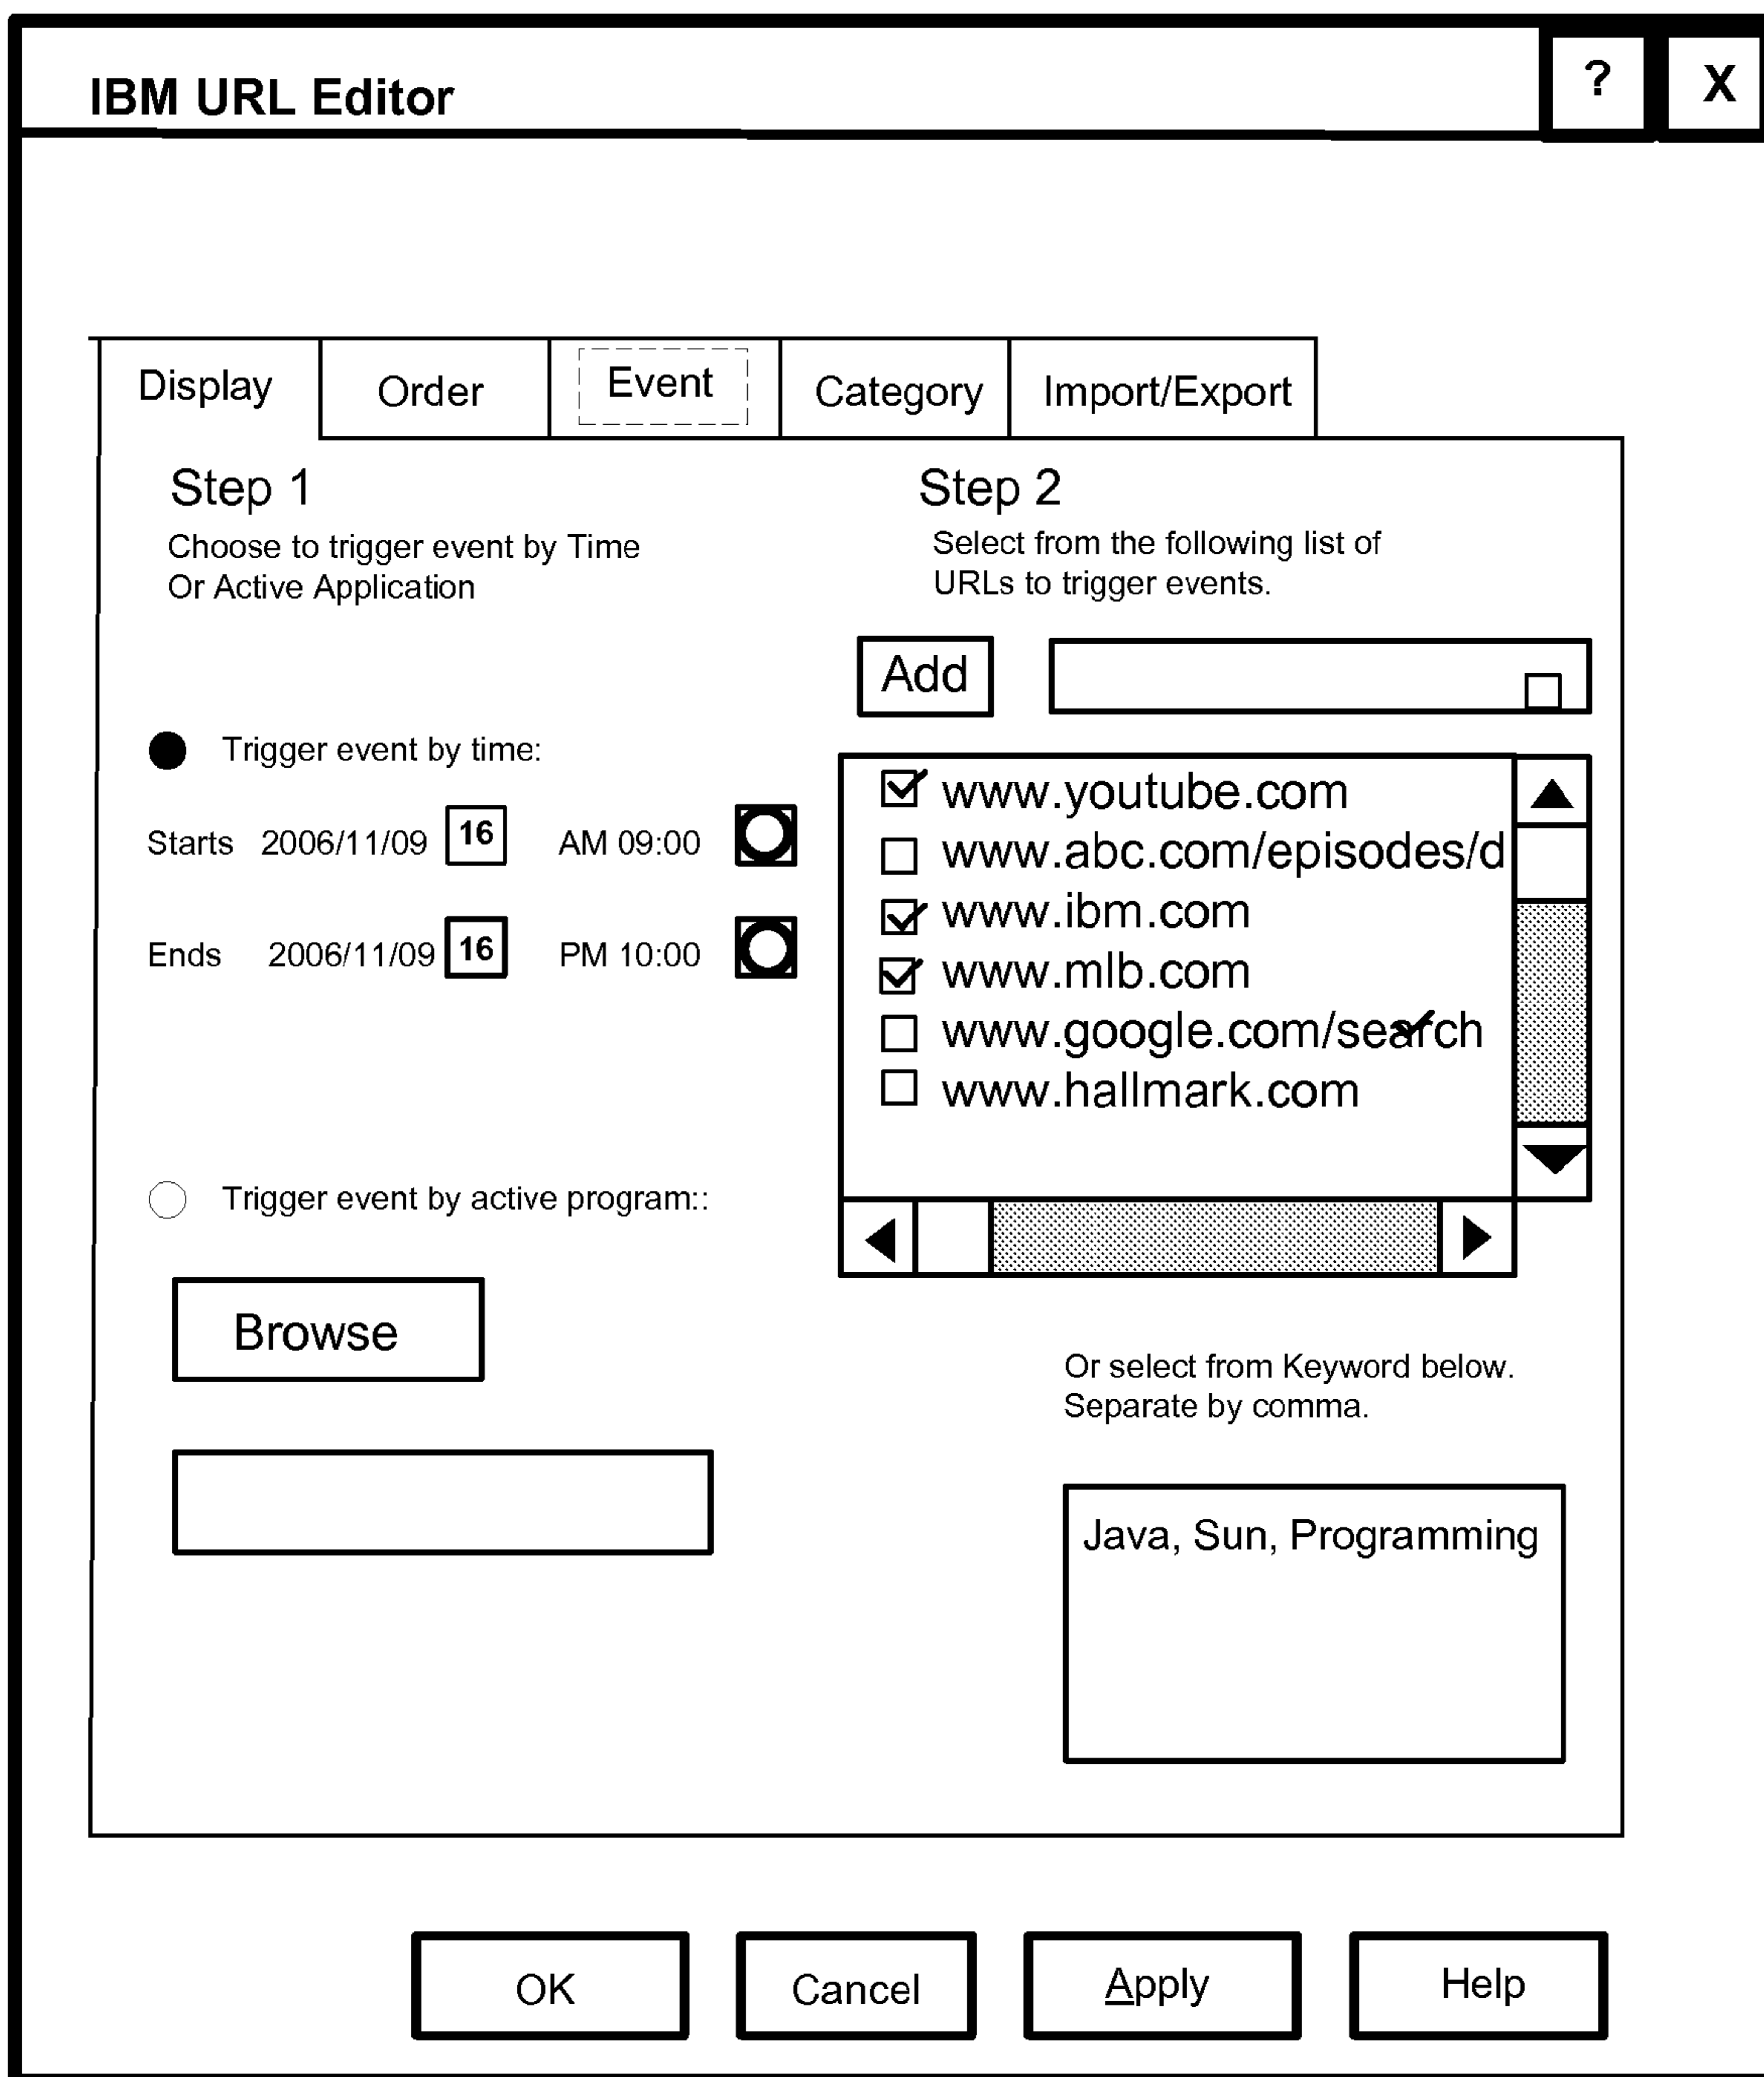 IBM URL Editor
?
X
Display
Order
Event
Category
Import/Export
Step 1
Choose to trigger event by Time
Or Active Application
Trigger event by time:
Starts 2006/11/09 16 AM 09:00
Ends 2006/11/09 16 PM 10:00
Trigger event by active program::
Browse
Step 2
Select from the following list of
URLs to trigger events.
Add
www.youtube.com
www.abc.com/episodes/d
www.ibm.com
www.mlb.com
www.google.com/search
www.hallmark.com
Or select from Keyword below.
Separate by comma.
Java, Sun, Programming
OK
Cancel
Apply
Help